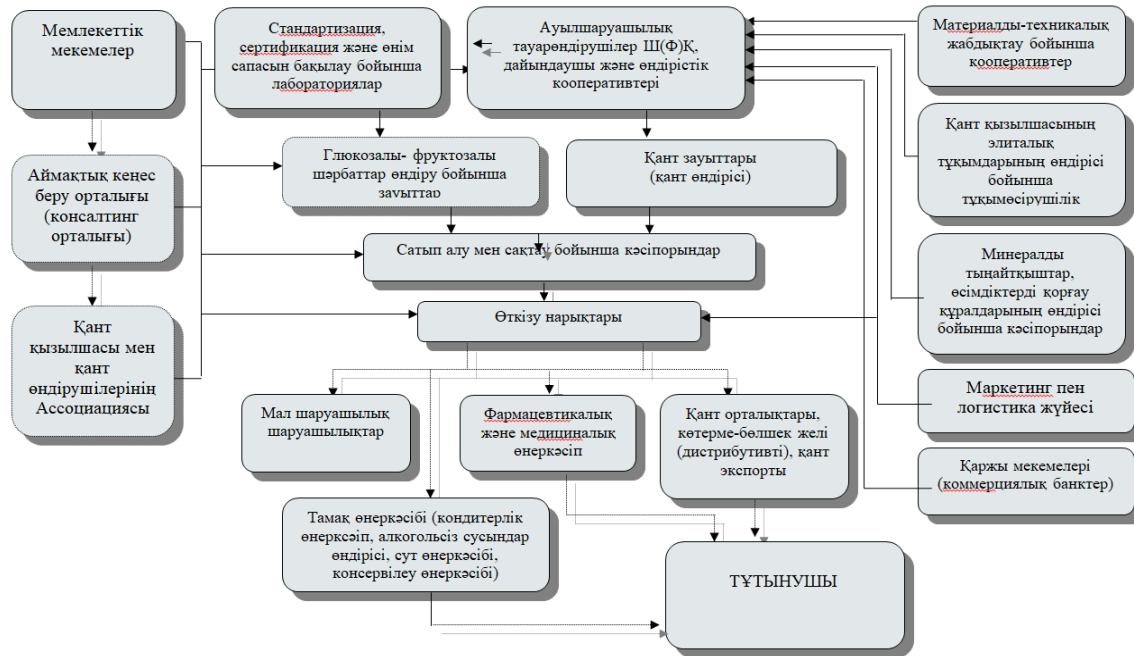 Мемлекеттік
мекемелер
Стандартизация,
сертификация және өнім
сапасын бақылау бойынша
лабораториялар
Ауылшаруашылық
тауарөндірушілер Ш(Ф)Қ,
дайындаушы және өндірістік
кооперативтері
Материалды-техникалық
жабдықтау бойынша
кооперативтер
Аймақтық кеңес
беру орталығы
(консалтинг
орталығы)
Глюкозалы- фруктозалы
шәрбаттар өндіру бойынша
зауыттар
Қант зауыттары
(қант өндірісі)
Қант қызылшасының
элиталық
тұқымдарының өндірісі
бойынша
тұқымөсірушілік
Сатып алу мен сақтау бойынша кәсіпорындар
Минералды
тыңайтқыштар,
өсімдіктерді қорғау
құралдарының өндірісі
бойынша кәсіпорындар
Қант
қызылшасы мен
қант
өндірушілерінің
Ассоциациясы
Өткізу нарықтары
Мал шаруашылық
шаруашылықтар
Фармацевтикалық
және медициналық
өнеркәсіп
Қант орталықтары,
көтерме-бөлшек желі
(дистрибутивті), қант
экспорты
Маркетинг пен
логистика жүйесі
Қаржы мекемелері
(коммерциялық банктер)
Тамақ өнеркәсібі (кондитерлік
өнерксәіп, алкогольсіз сусындар
өндірісі, сут өнеркәсібі,
консервілеу өнеркәсібі)
ТҰТЫНУШЫ